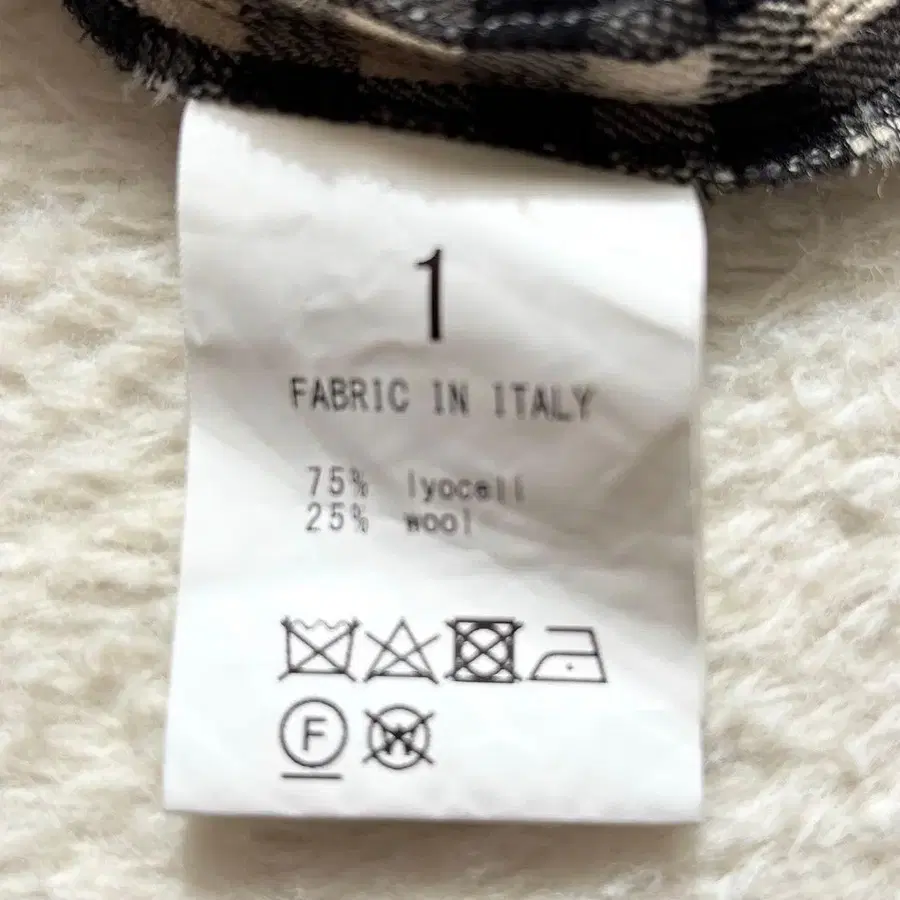 1
FABRIC IN ITALY
75% lyocell
25% wool
F W